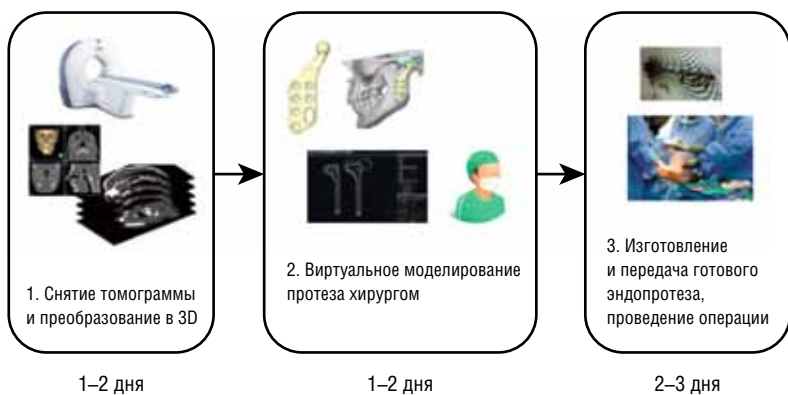 1. Снятие томограммы
и преобразование в 3D
2. Виртуальное моделирование
протеза хирургом
3. Изготовление
и передача готового
эндопротеза,
проведение операции
1–2 дня
1–2 дня
2–3 дня